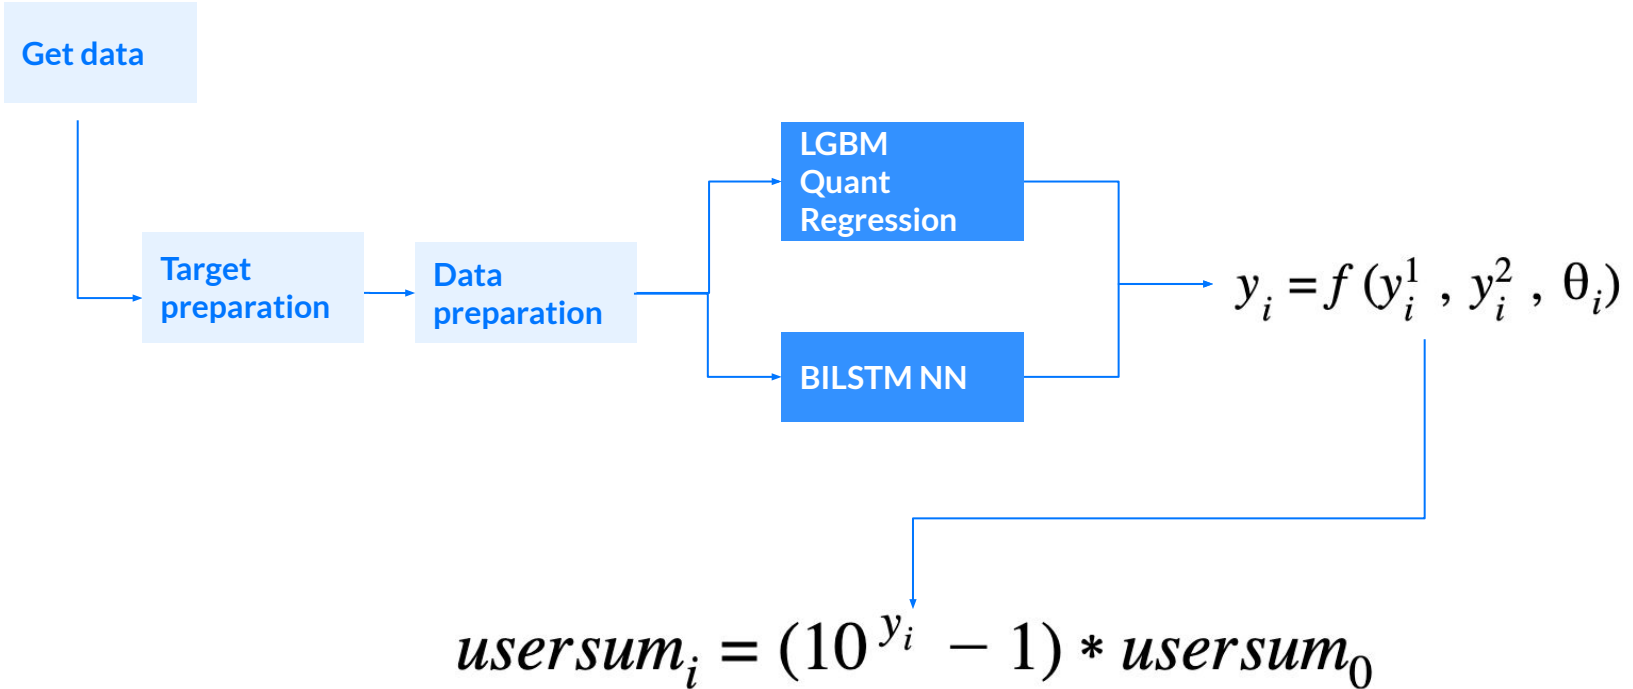 Get data
LGBM
Quant
Regression
Target
preparation
Data
preparation
y_i = f (y_i^1 , y_i^2 , θ_i)
BILSTM NN
usersum_i = (10^{y_i} − 1) * usersum_0